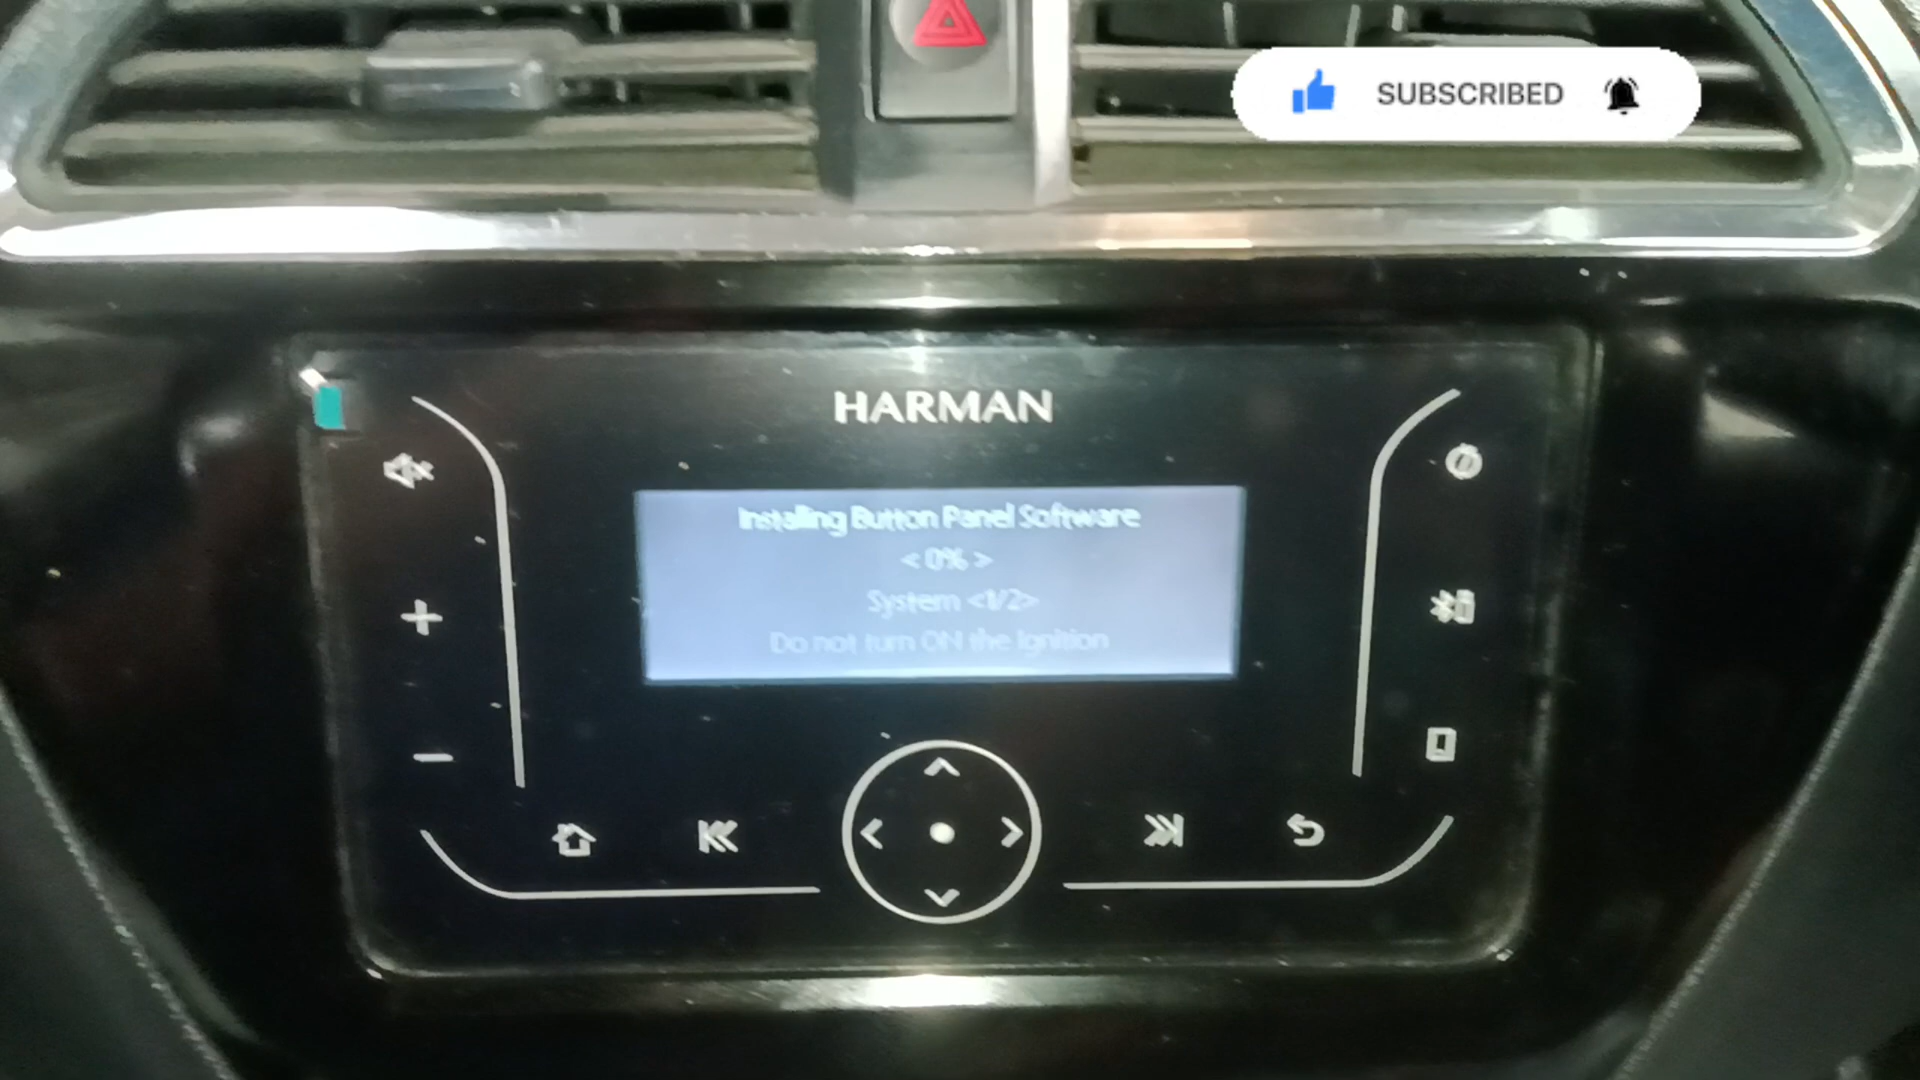 SUBSCRIBED
HARMAN
Installing Button Panel Software
< 0% >
System <1/2>
Do not turn ON the Ignition